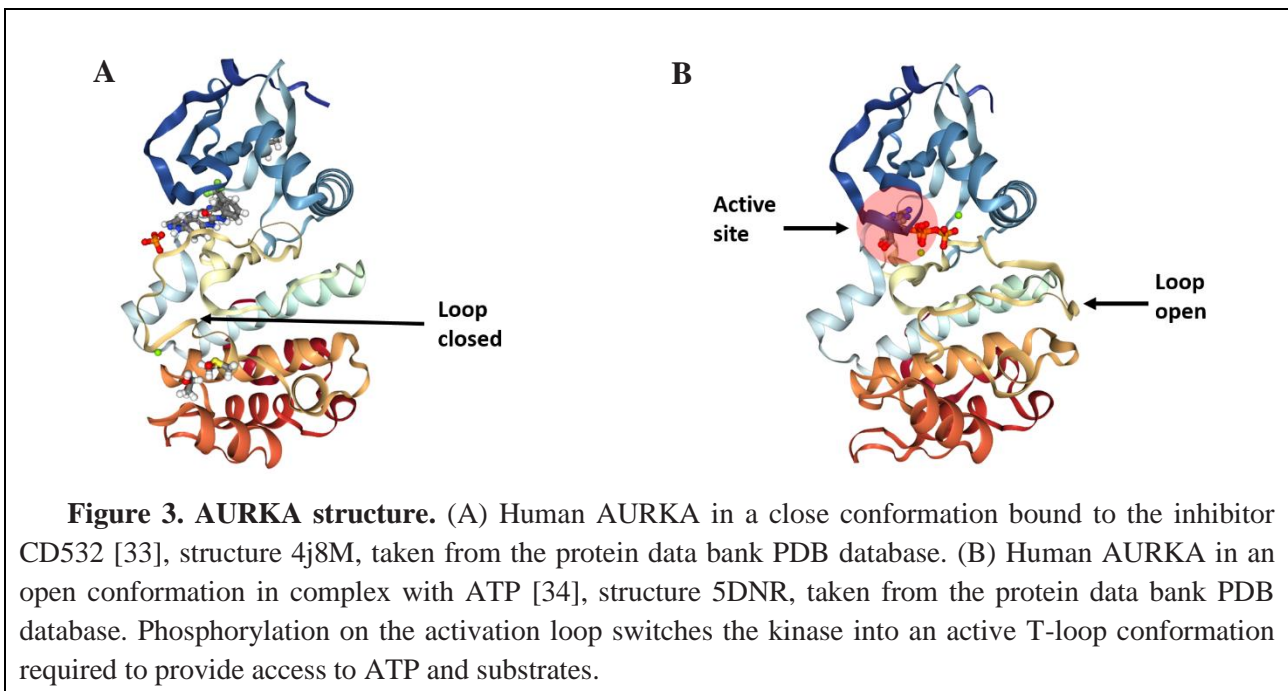 A
B
Active
site
Loop
closed
Loop
open
Figure 3. AURKA structure. (A) Human AURKA in a close conformation bound to the inhibitor
CD532 [33], structure 4j8M, taken from the protein data bank PDB database. (B) Human AURKA in an
open conformation in complex with ATP [34], structure 5DNR, taken from the protein data bank PDB
database. Phosphorylation on the activation loop switches the kinase into an active T-loop conformation
required to provide access to ATP and substrates.